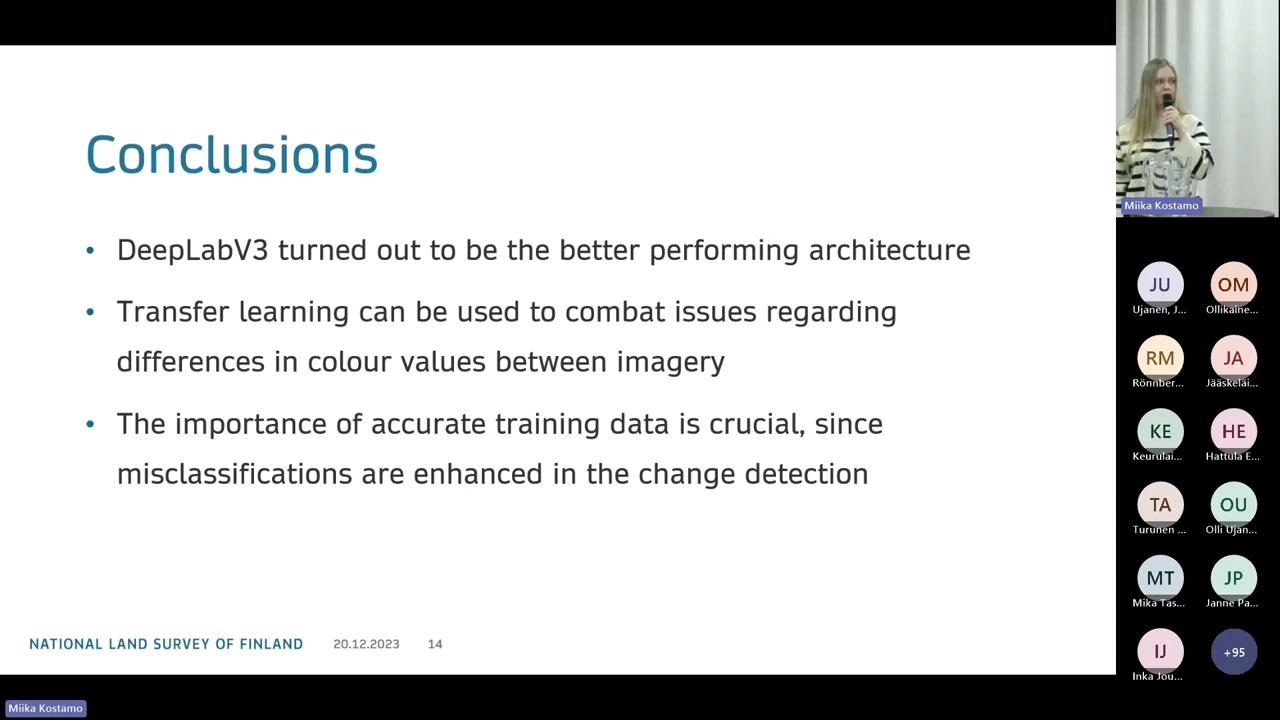 Conclusions
• DeepLabV3 turned out to be the better performing architecture
• Transfer learning can be used to combat issues regarding
differences in colour values between imagery
• The importance of accurate training data is crucial, since
misclassifications are enhanced in the change detection
NATIONAL LAND SURVEY OF FINLAND 20.12.2023 14
Miika Kostamo
Miika Kostamo
JU OM
Ujanen, J... Ollikaine...
RM JA
Rönnber... Jääskeläi...
KE HE
Keurulai... Hattula E...
TA OU
Turunen ... Olli Ujan...
MT JP
Mika Tas... Janne Pa...
IJ +95
Inka Jou...